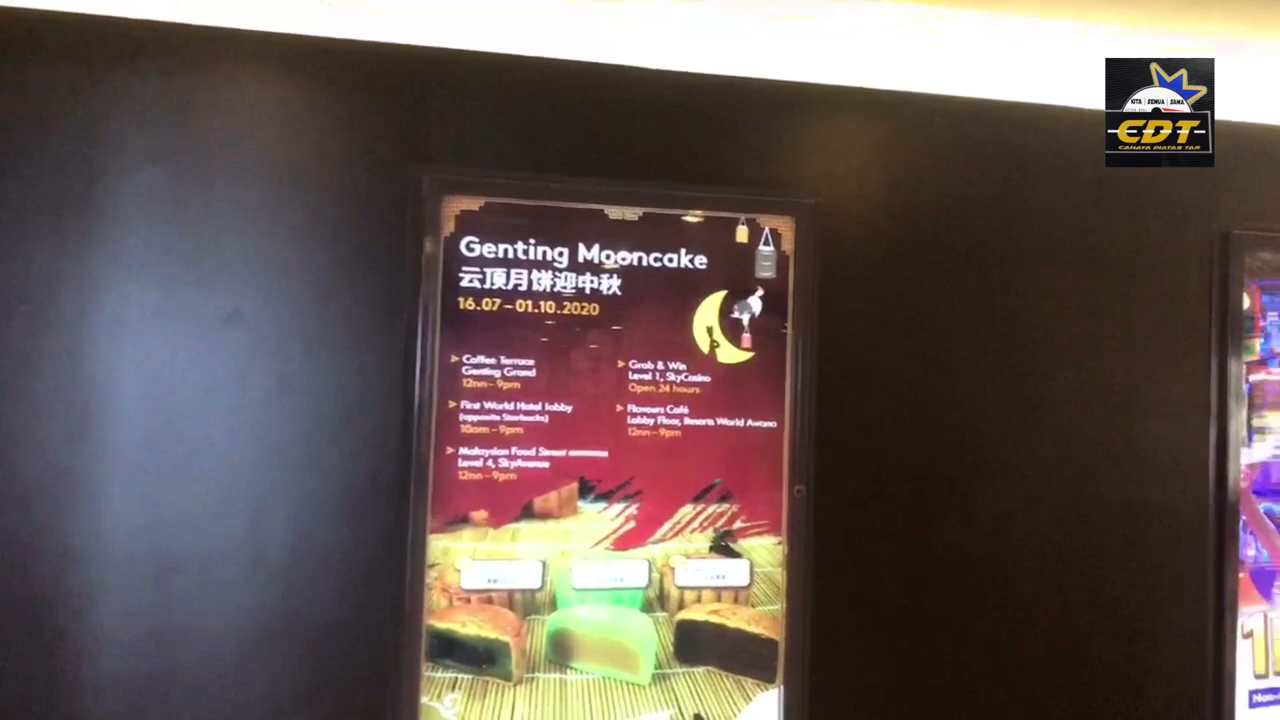 KITA | SEMUA | SAMA
CDT
CAHAYA DIATAS TAR
Genting Mooncake
云顶月饼迎中秋
16.07 – 01.10.2020
➤ Coffee Terrace
Genting Grand
12nn – 9pm
➤ First World Hotel lobby
(opposite Starbucks)
10am – 9pm
➤ Malaysian Food Street
Level 4, SkyAvenue
12nn – 9pm
➤ Grab & Win
Level 1, SkyCasino
Open 24 hours
➤ Flavours Café
Lobby Floor, Resorts World Awana
12nn – 9pm